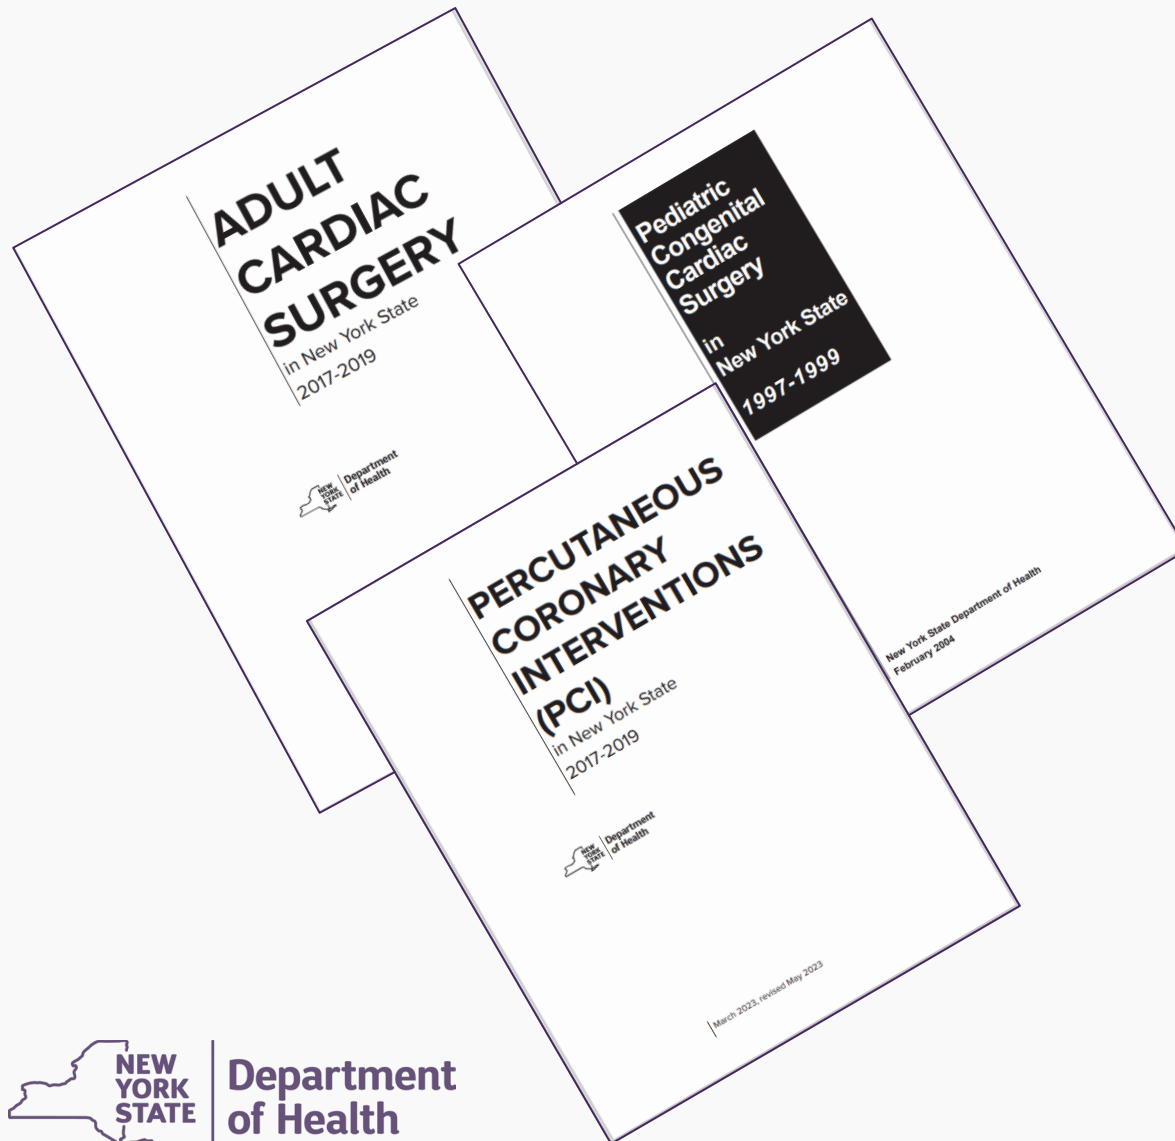 ADULT
CARDIAC
SURGERY
in New York State
2017-2019
NEW
YORK
STATE
Department
of Health
Pediatric
Congenital
Cardiac
Surgery
in
New York State
1997-1999
New York State Department of Health
February 2004
PERCUTANEOUS
CORONARY
INTERVENTIONS
(PCI)
in New York State
2017-2019
NEW
YORK
STATE
Department
of Health
March 2023, revised May 2023
NEW
YORK
STATE
Department
of Health